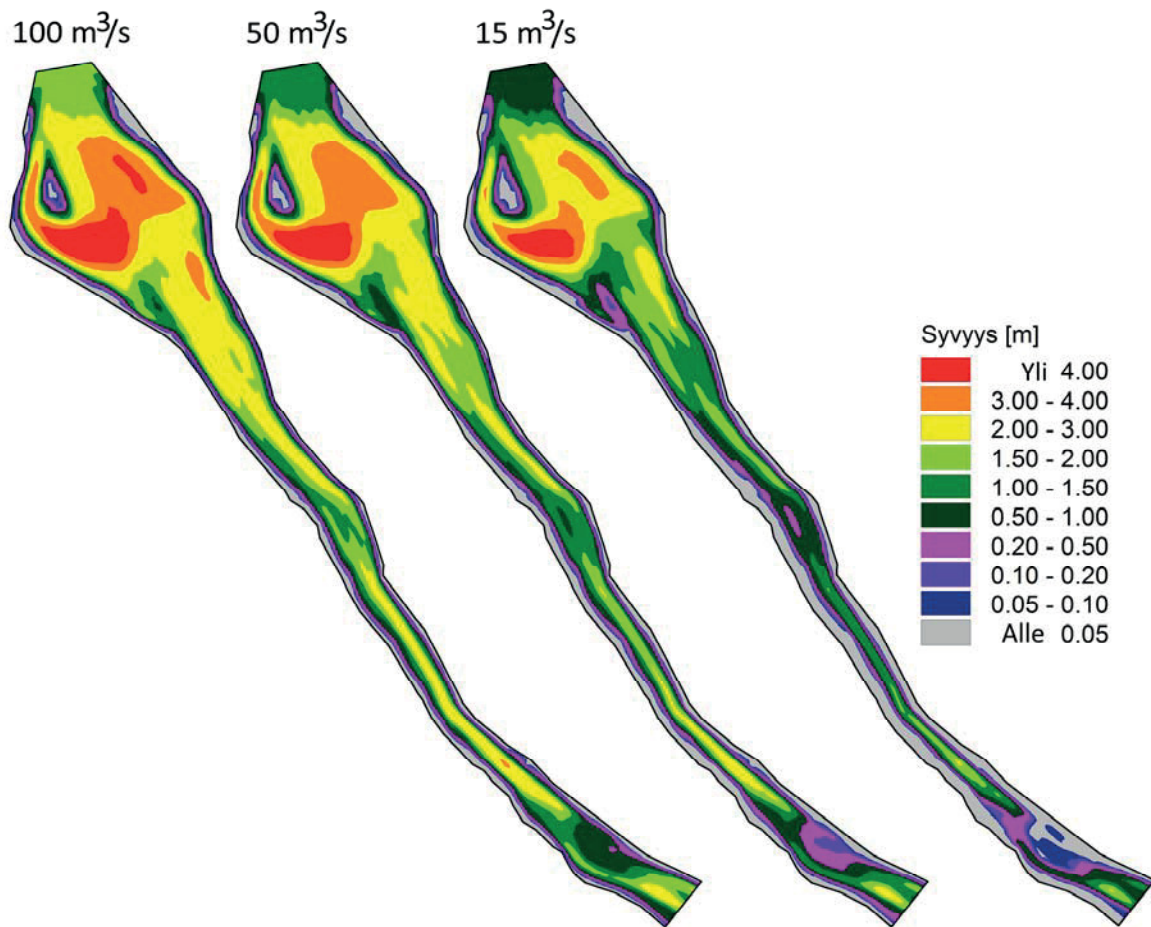 100 m³/s 50 m³/s 15 m³/s
Syvyys [m]
Yli 4.00
3.00 - 4.00
2.00 - 3.00
1.50 - 2.00
1.00 - 1.50
0.50 - 1.00
0.20 - 0.50
0.10 - 0.20
0.05 - 0.10
Alle 0.05